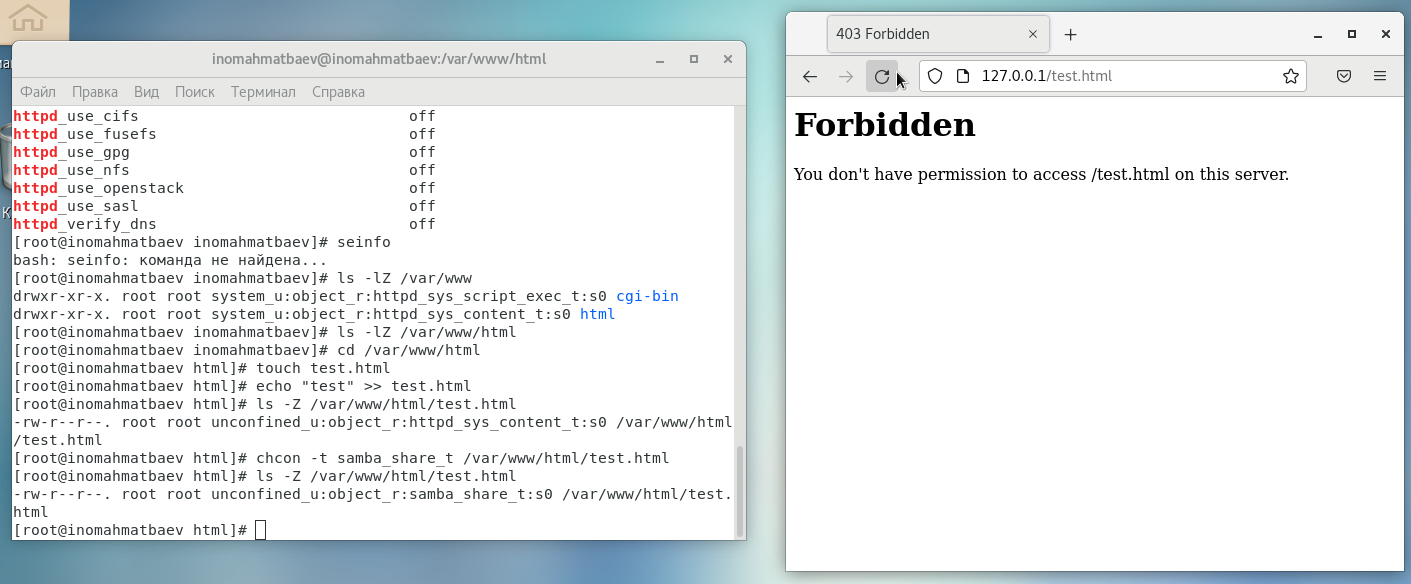 inomahmatbaev@inomahmatbaev:/var/www/html
Файл Правка Вид Поиск Терминал Справка
httpd_use_cifs off
httpd_use_fusefs off
httpd_use_gpg off
httpd_use_nfs off
httpd_use_openstack off
httpd_use_sasl off
httpd_verify_dns off
[root@inomahmatbaev inomahmatbaev]# seinfo
bash: seinfo: команда не найдена...
[root@inomahmatbaev inomahmatbaev]# ls -lZ /var/www
drwxr-xr-x. root root system_u:object_r:httpd_sys_script_exec_t:s0 cgi-bin
drwxr-xr-x. root root system_u:object_r:httpd_sys_content_t:s0 html
[root@inomahmatbaev inomahmatbaev]# ls -lZ /var/www/html
[root@inomahmatbaev inomahmatbaev]# cd /var/www/html
[root@inomahmatbaev html]# touch test.html
[root@inomahmatbaev html]# echo "test" >> test.html
[root@inomahmatbaev html]# ls -Z /var/www/html/test.html
-rw-r--r--. root root unconfined_u:object_r:httpd_sys_content_t:s0 /var/www/html
/test.html
[root@inomahmatbaev html]# chcon -t samba_share_t /var/www/html/test.html
[root@inomahmatbaev html]# ls -Z /var/www/html/test.html
-rw-r--r--. root root unconfined_u:object_r:samba_share_t:s0 /var/www/html/test.
html
[root@inomahmatbaev html]#
403 Forbidden
127.0.0.1/test.html
Forbidden
You don't have permission to access /test.html on this server.